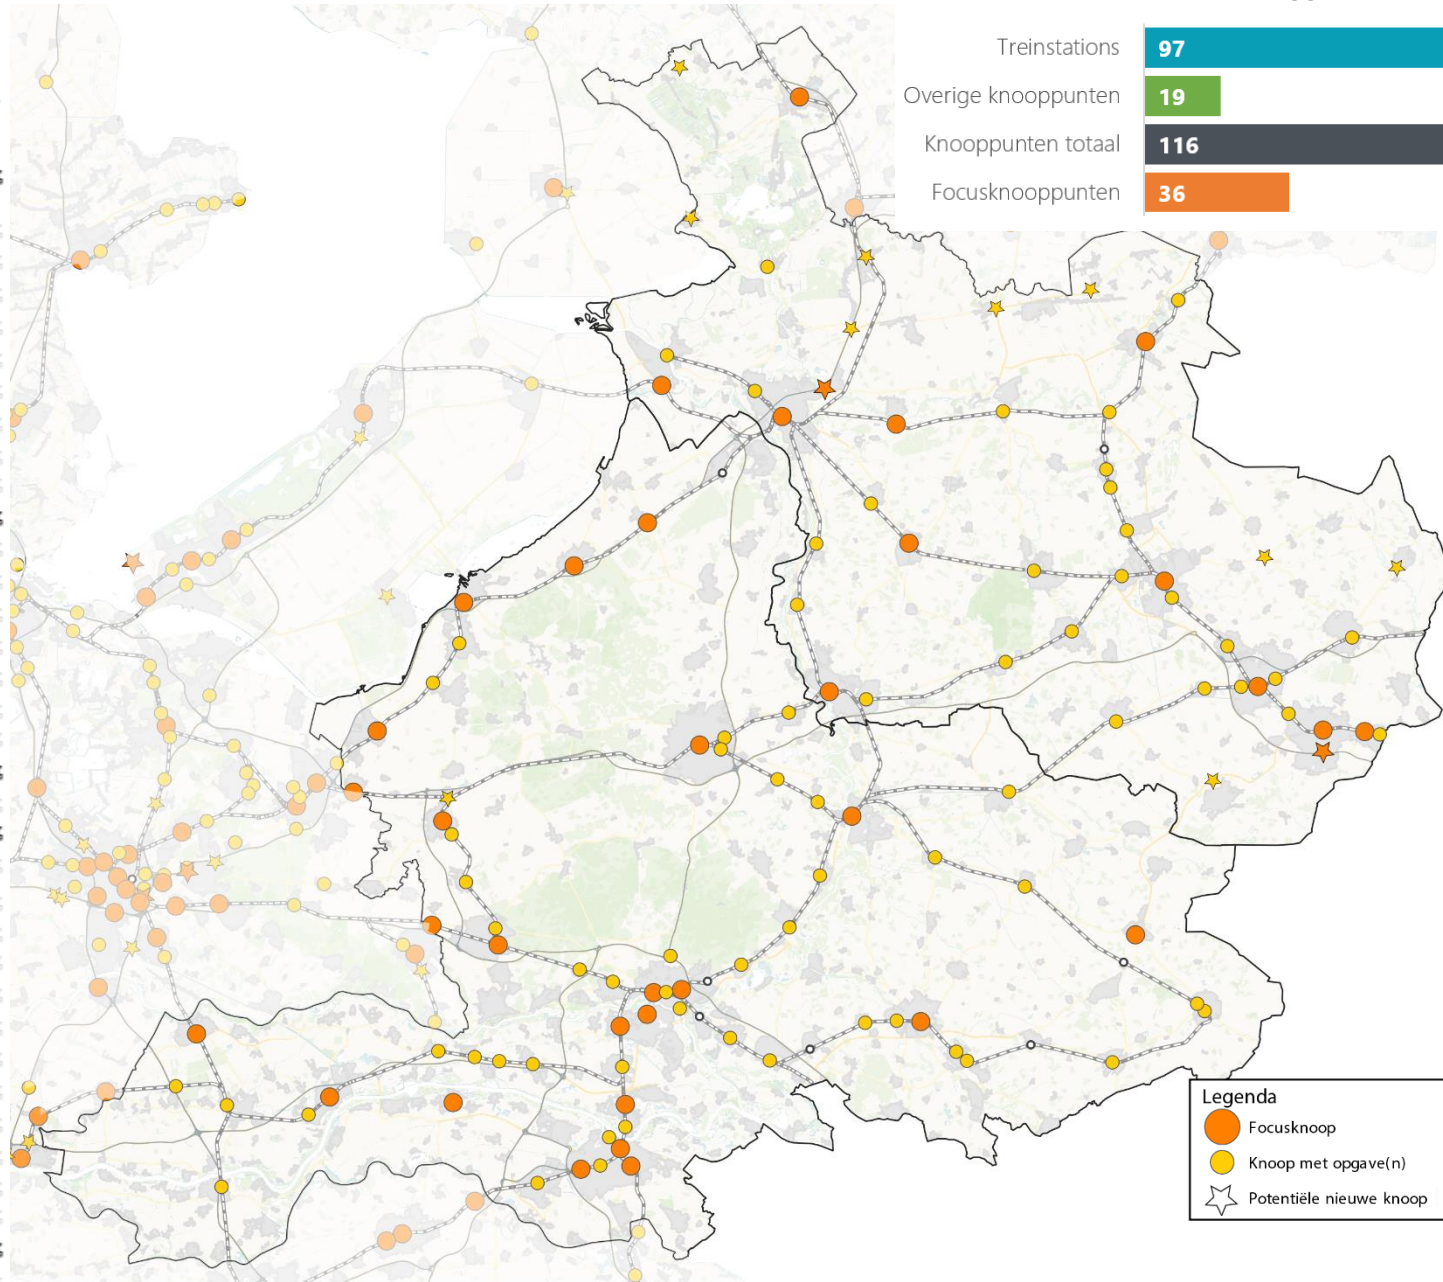 Treinstations 97
Overige knooppunten 19
Knooppunten totaal 116
Focusknooppunten 36
Legenda
Focusknoop
Knoop met opgave(n)
Potentiële nieuwe knoop